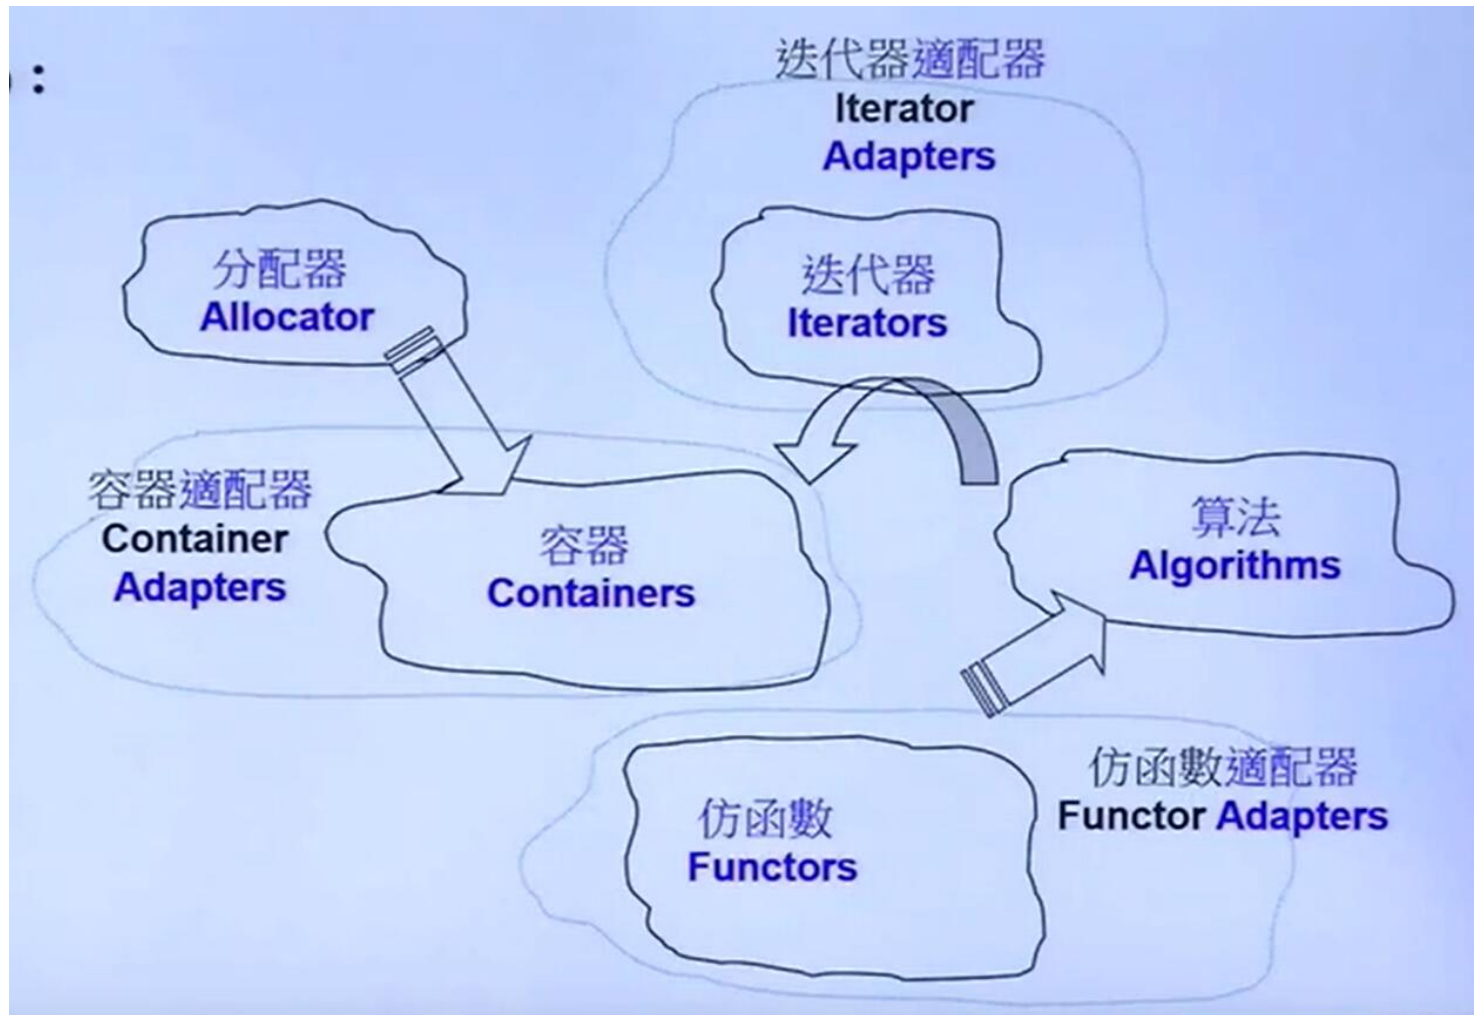 :
迭代器適配器
Iterator
Adapters
分配器
Allocator
迭代器
Iterators
容器適配器
Container
Adapters
容器
Containers
算法
Algorithms
仿函數
Functors
仿函數適配器
Functor Adapters